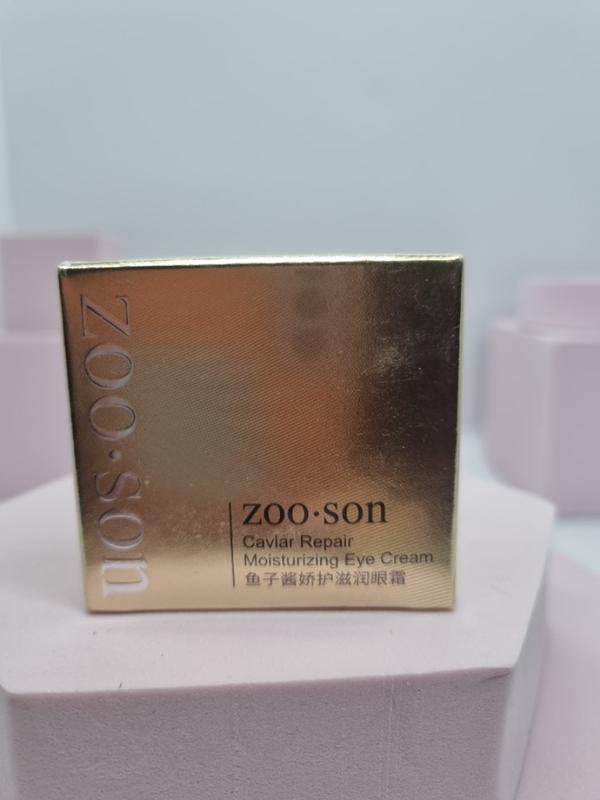 zoo·son
zoo·son
Caviar Repair
Moisturizing Eye Cream
鱼子酱娇护滋润眼霜